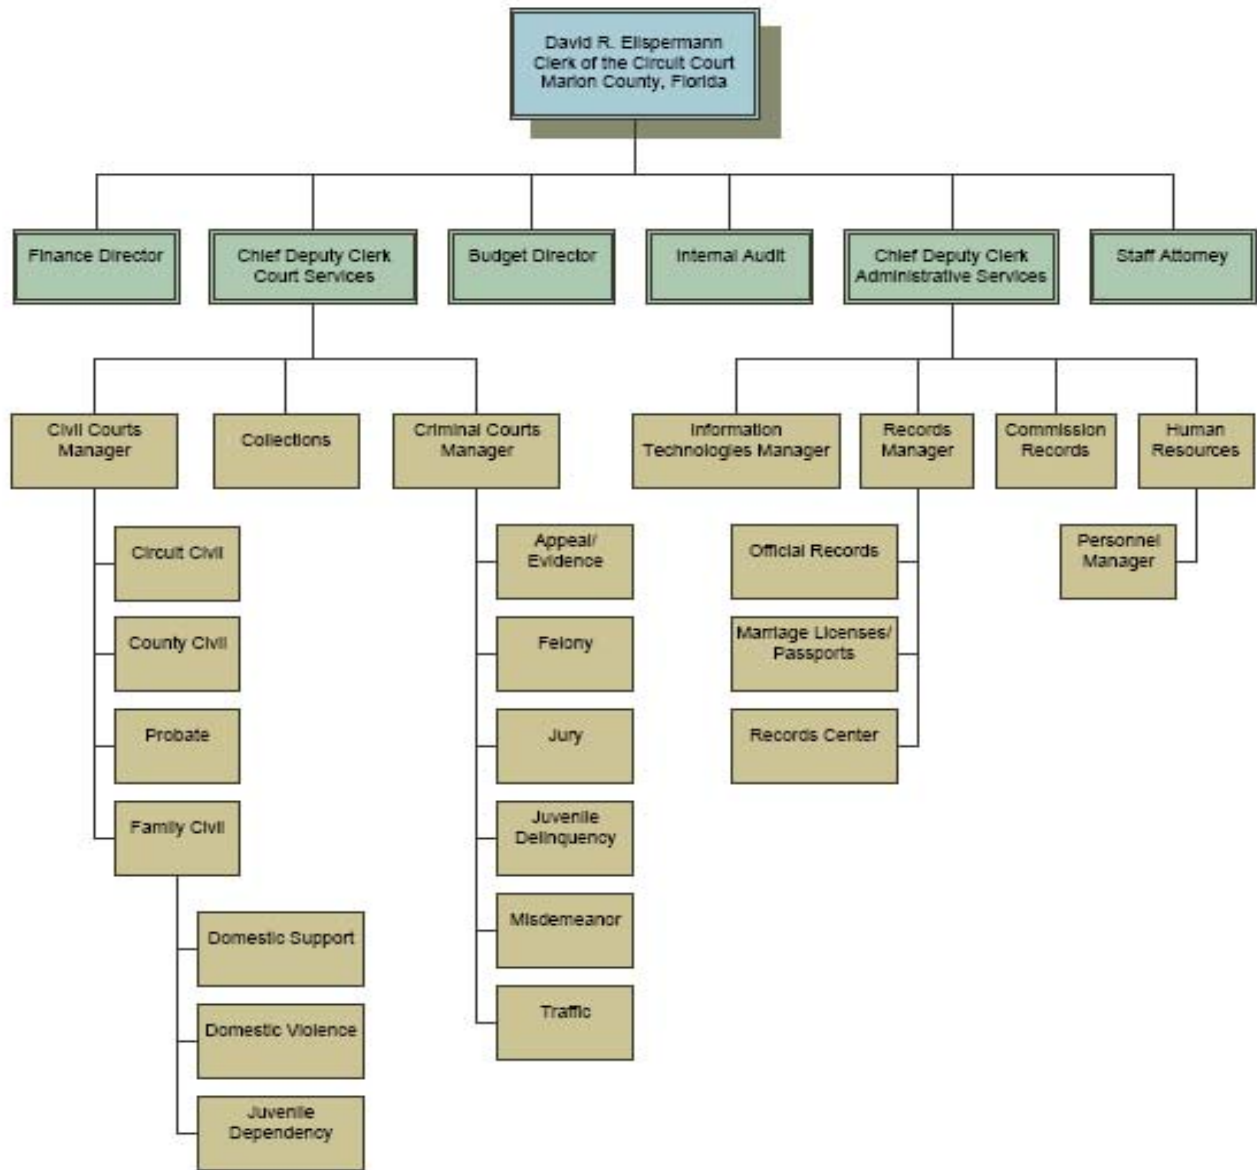 David R. Ellspermann
Clerk of the Circuit Court
Marion County, Florida
Finance Director
Chief Deputy Clerk
Court Services
Budget Director
Internal Audit
Chief Deputy Clerk
Administrative Services
Staff Attorney
Civil Courts
Manager
Collections
Criminal Courts
Manager
Information
Technologies Manager
Records
Manager
Commission
Records
Human
Resources
Circuit Civil
County Civil
Probate
Family Civil
Domestic Support
Domestic Violence
Juvenile
Dependency
Appeal/
Evidence
Felony
Jury
Juvenile
Delinquency
Misdemeanor
Traffic
Official Records
Marriage Licenses/
Passports
Records Center
Personnel
Manager